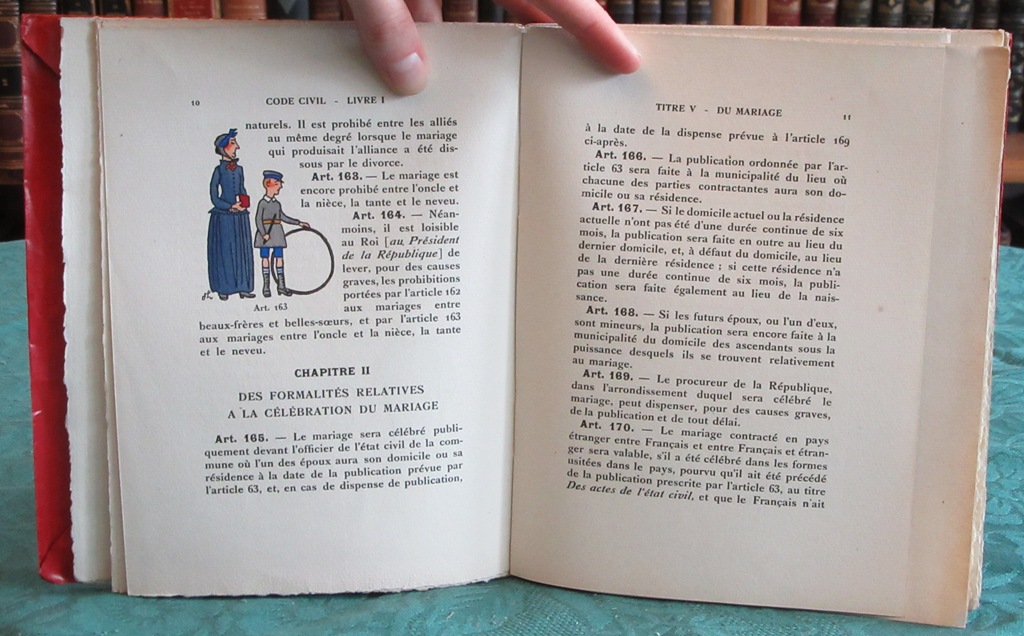 10 CODE CIVIL - LIVRE I
naturels. Il est prohibé entre les alliés
au même degré lorsque le mariage
qui produisait l'alliance a été dis-
sous par le divorce.
Art. 163. — Le mariage est
encore prohibé entre l'oncle et
la nièce, la tante et le neveu.
Art. 164. — Néan-
moins, il est loisible
au Roi [au Président
de la République] de
lever, pour des causes
graves, les prohibitions
portées par l'article 162
aux mariages entre
Art. 163
beaux-frères et belles-sœurs, et par l'article 163
aux mariages entre l'oncle et la nièce, la tante
et le neveu.
CHAPITRE II
DES FORMALITÉS RELATIVES
A LA CÉLÉBRATION DU MARIAGE
Art. 165. — Le mariage sera célébré publi-
quement devant l'officier de l'état civil de la com-
mune où l'un des époux aura son domicile ou sa
résidence à la date de la publication prévue par
l'article 63, et, en cas de dispense de publication,
TITRE V - DU MARIAGE 11
à la date de la dispense prévue à l'article 169
ci-après.
Art. 166. — La publication ordonnée par l'ar-
ticle 63 sera faite à la municipalité du lieu où
chacune des parties contractantes aura son do-
micile ou sa résidence.
Art. 167. — Si le domicile actuel ou la résidence
actuelle n'ont pas été d'une durée continue de six
mois, la publication sera faite en outre au lieu du
dernier domicile, et, à défaut du domicile, au lieu
de la dernière résidence ; si cette résidence n'a
pas une durée continue de six mois, la publi-
cation sera faite également au lieu de la nais-
sance.
Art. 168. — Si les futurs époux, ou l'un d'eux,
sont mineurs, la publication sera encore faite à la
municipalité du domicile des ascendants sous la
puissance desquels ils se trouvent relativement
au mariage.
Art. 169. — Le procureur de la République,
dans l'arrondissement duquel sera célébré le
mariage, peut dispenser, pour des causes graves,
de la publication et de tout délai.
Art. 170. — Le mariage contracté en pays
étranger entre Français et entre Français et étran-
ger sera valable, s'il a été célébré dans les formes
usitées dans le pays, pourvu qu'il ait été précédé
de la publication prescrite par l'article 63, au titre
Des actes de l'état civil, et que le Français n'ait